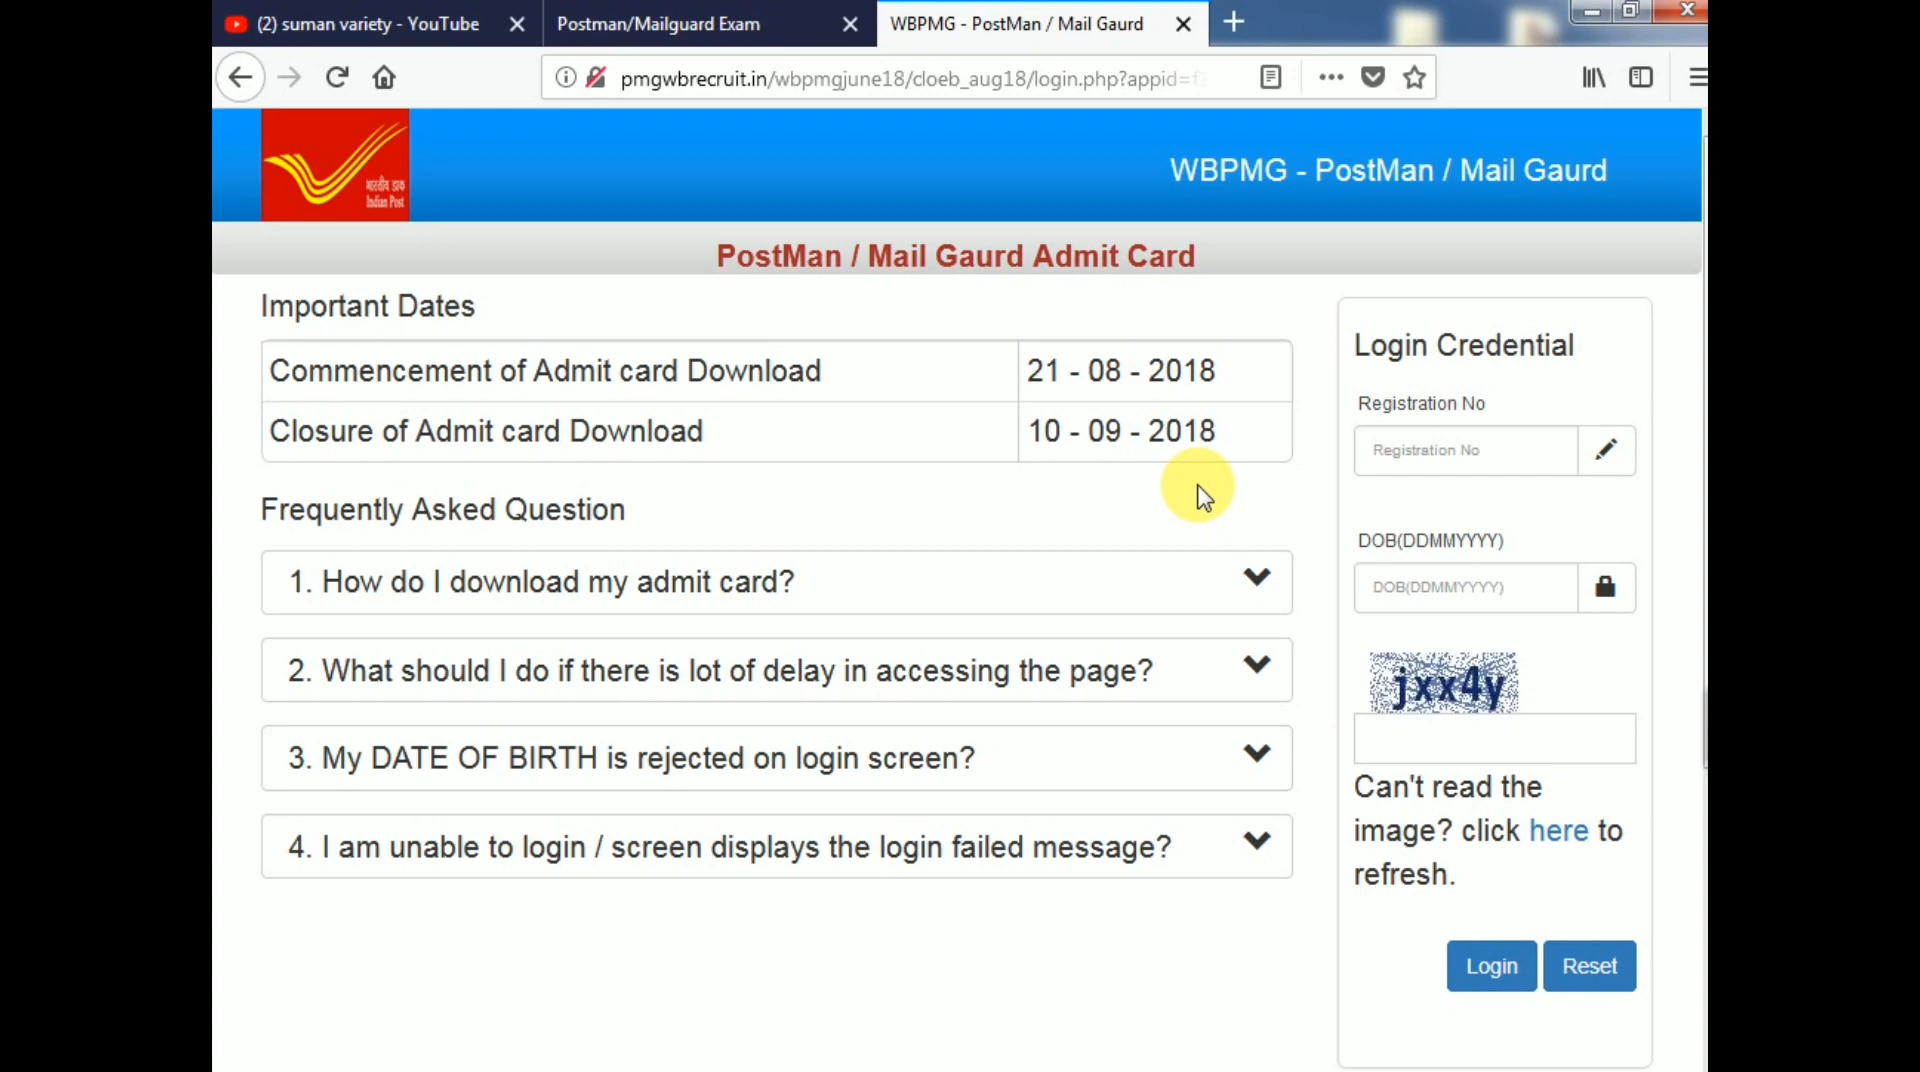 (2) suman variety - YouTube
Postman/Mailguard Exam
WBPMG - PostMan / Mail Gaurd
pmgwbrecruit.in/wbpmgjune18/cloeb_aug18/login.php?appid=f
भारतीय डाक
Indian Post
WBPMG - PostMan / Mail Gaurd
PostMan / Mail Gaurd Admit Card
Important Dates
Commencement of Admit card Download 21 - 08 - 2018
Closure of Admit card Download 10 - 09 - 2018
Frequently Asked Question
1. How do I download my admit card?
2. What should I do if there is lot of delay in accessing the page?
3. My DATE OF BIRTH is rejected on login screen?
4. I am unable to login / screen displays the login failed message?
Login Credential
Registration No
Registration No
DOB(DDMMYYYY)
DOB(DDMMYYYY)
jxx4y
Can't read the
image? click here to
refresh.
Login Reset